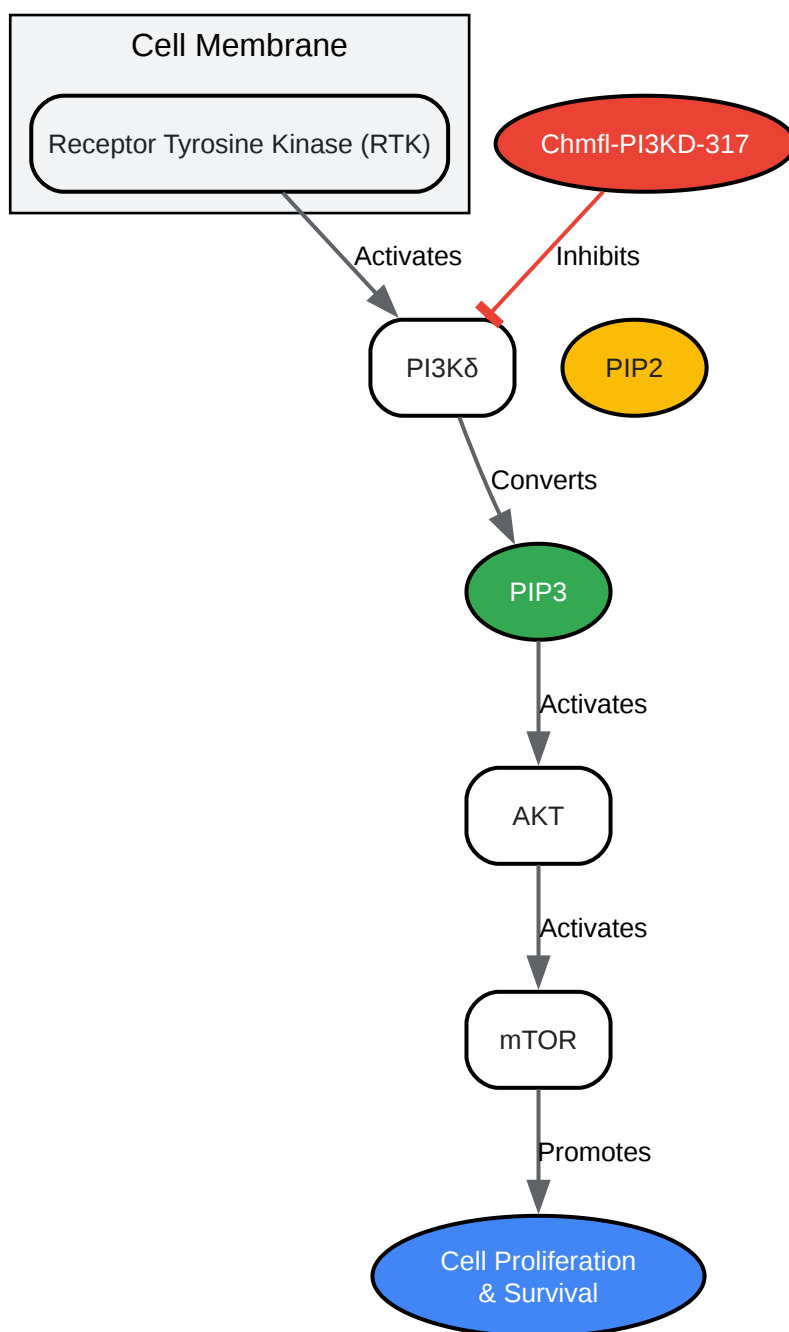 Cell Membrane
Receptor Tyrosine Kinase (RTK)
Chmfl-PI3KD-317
Activates
Inhibits
PI3Kδ
PIP2
Converts
PIP3
Activates
AKT
Activates
mTOR
Promotes
Cell Proliferation
& Survival